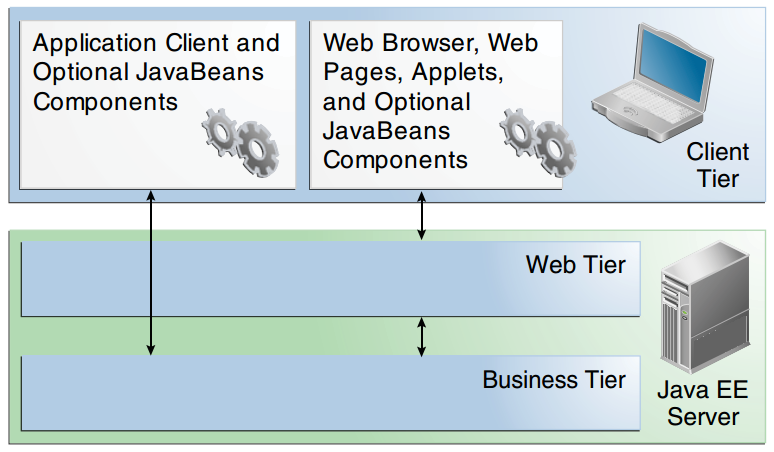 Application Client and
Optional JavaBeans
Components
Web Browser, Web
Pages, Applets,
and Optional
JavaBeans
Components
Client
Tier
Web Tier
Business Tier
Java EE
Server